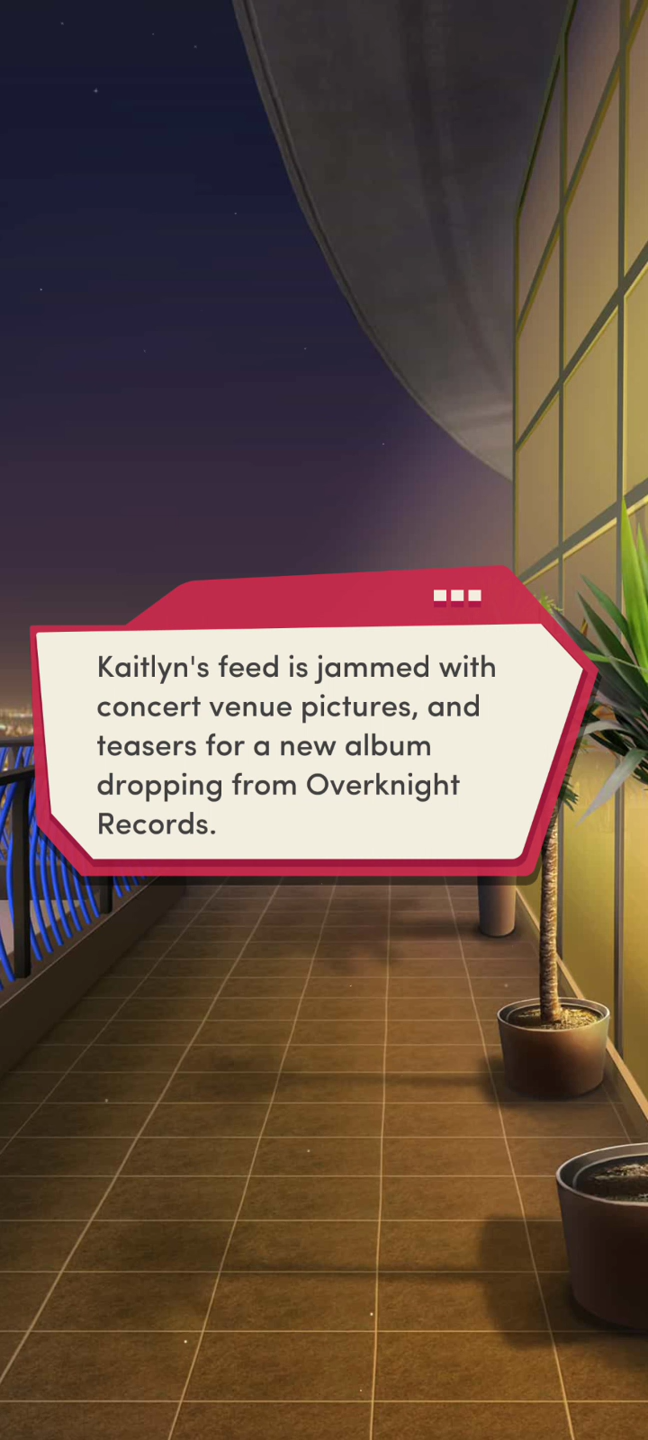 Kaitlyn's feed is jammed with
concert venue pictures, and
teasers for a new album
dropping from Overknight
Records.